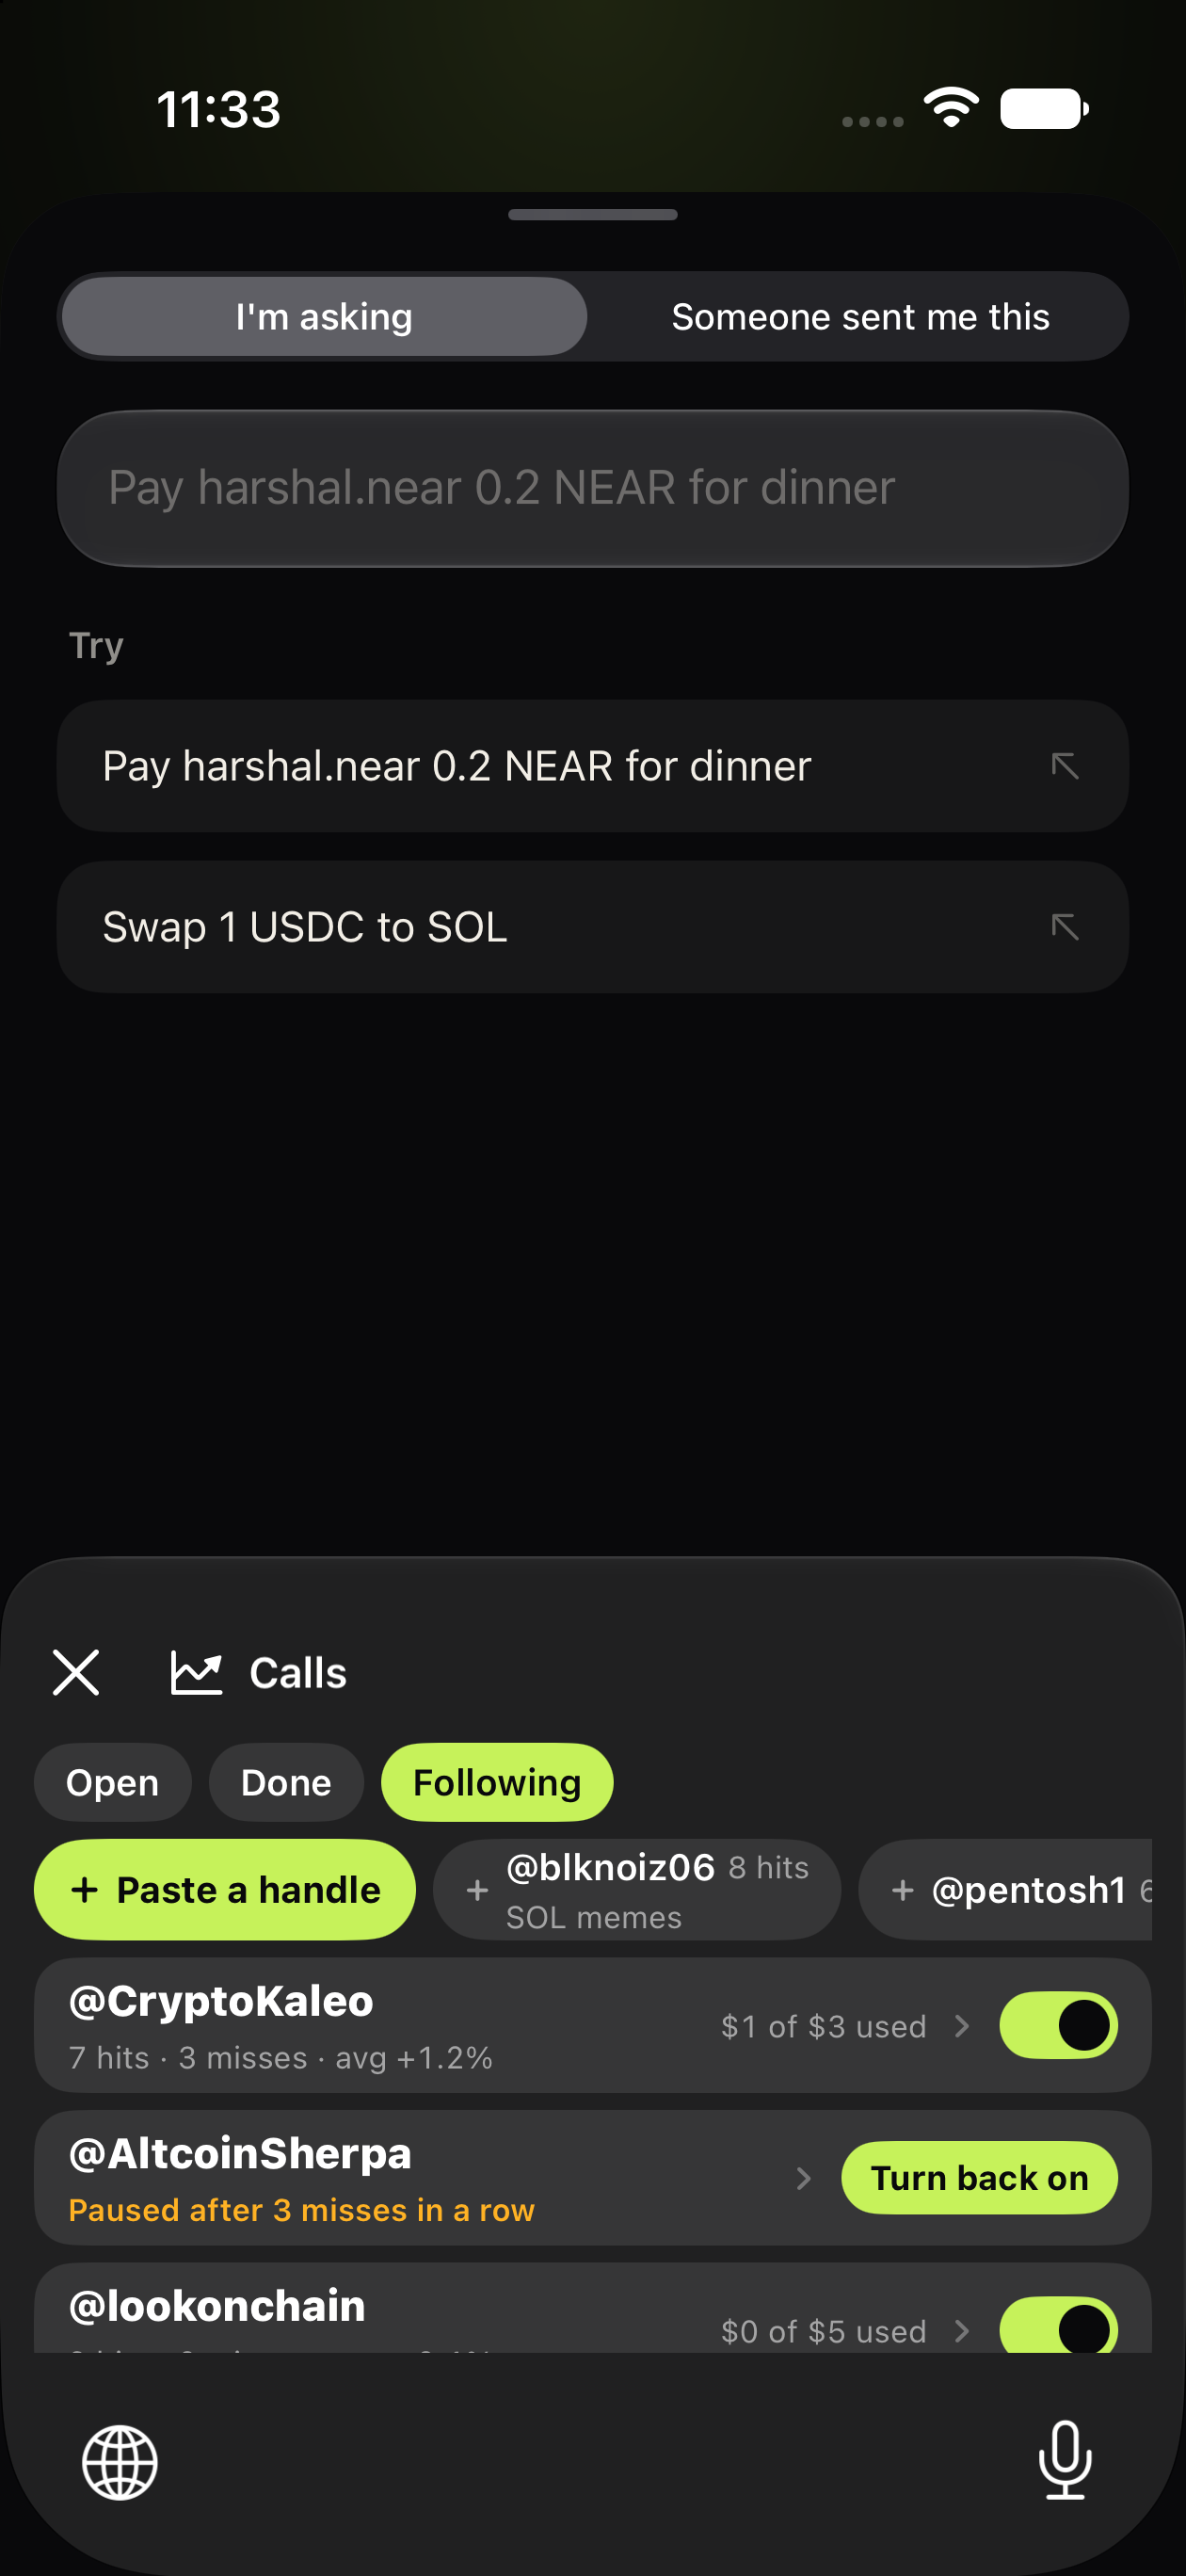 11:33
I'm asking
Someone sent me this
Pay harshal.near 0.2 NEAR for dinner
Try
Pay harshal.near 0.2 NEAR for dinner
Swap 1 USDC to SOL
Calls
Open
Done
Following
+ Paste a handle
+ @blknoiz06 8 hits
SOL memes
+ @pentosh1
@CryptoKaleo
7 hits · 3 misses · avg +1.2%
$1 of $3 used
@AltcoinSherpa
Paused after 3 misses in a row
Turn back on
@lookonchain
$0 of $5 used